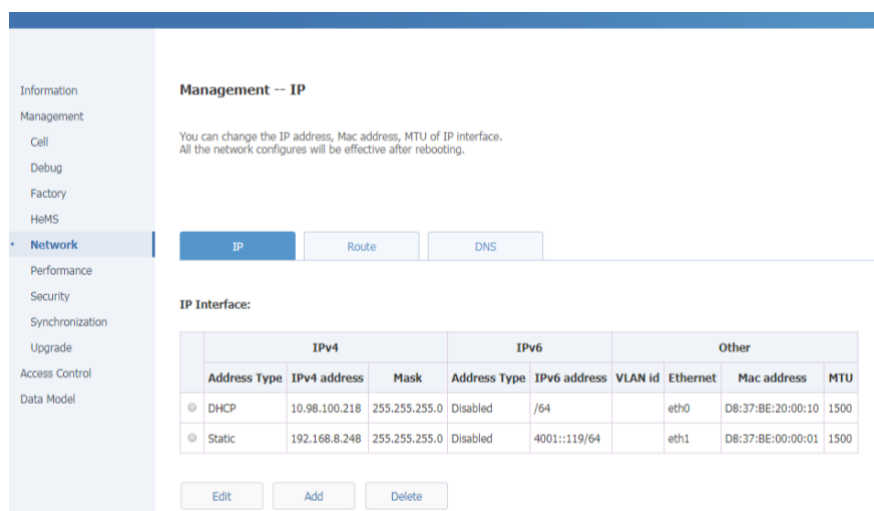 Information
Management
Cell
Debug
Factory
HeMS
Network
Performance
Security
Synchronization
Upgrade
Access Control
Data Model
Management -- IP
You can change the IP address, Mac address, MTU of IP interface.
All the network configures will be effective after rebooting.
IP Route DNS
IP Interface:
IPv4 IPv6 Other
Address Type IPv4 address Mask Address Type IPv6 address VLAN id Ethernet Mac address MTU
DHCP 10.98.100.218 255.255.255.0 Disabled /64 eth0 D8:37:BE:20:00:10 1500
Static 192.168.8.248 255.255.255.0 Disabled 4001::119/64 eth1 D8:37:BE:00:00:01 1500
Edit Add Delete